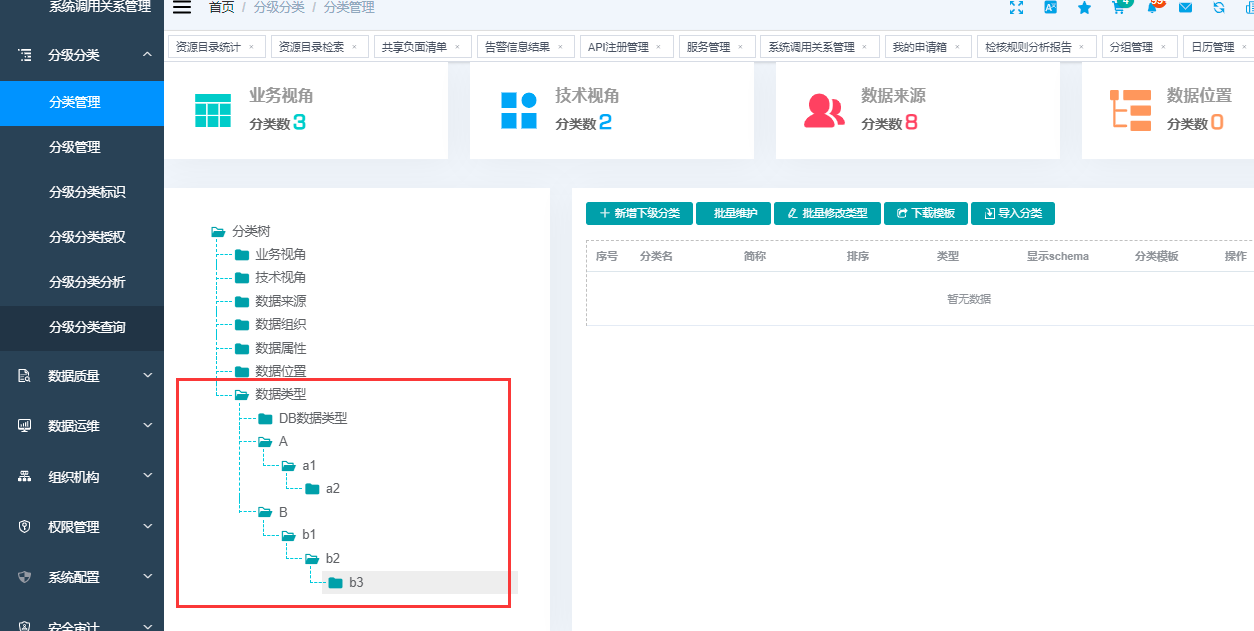 系统调用关系管理
首页 / 分级分类 / 分类管理
4
99
资源目录统计 × 资源目录检索 × 共享负面清单 × 告警信息结果 × API注册管理 × 服务管理 × 系统调用关系管理 × 我的申请箱 × 检核规则分析报告 × 分组管理 × 日历管理 ×
分级分类
分类管理
分级管理
分级分类标识
分级分类授权
分级分类分析
分级分类查询
数据质量
数据运维
组织机构
权限管理
系统配置
安全审计
业务视角
分类数3
技术视角
分类数2
数据来源
分类数8
数据位置
分类数0
分类树
业务视角
技术视角
数据来源
数据组织
数据属性
数据位置
数据类型
DB数据类型
A
a1
a2
B
b1
b2
b3
新增下级分类 批量维护 批量修改类型 下载模板 导入分类
序号 分类名 简称 排序 类型 显示schema 分类模板 操作
暂无数据